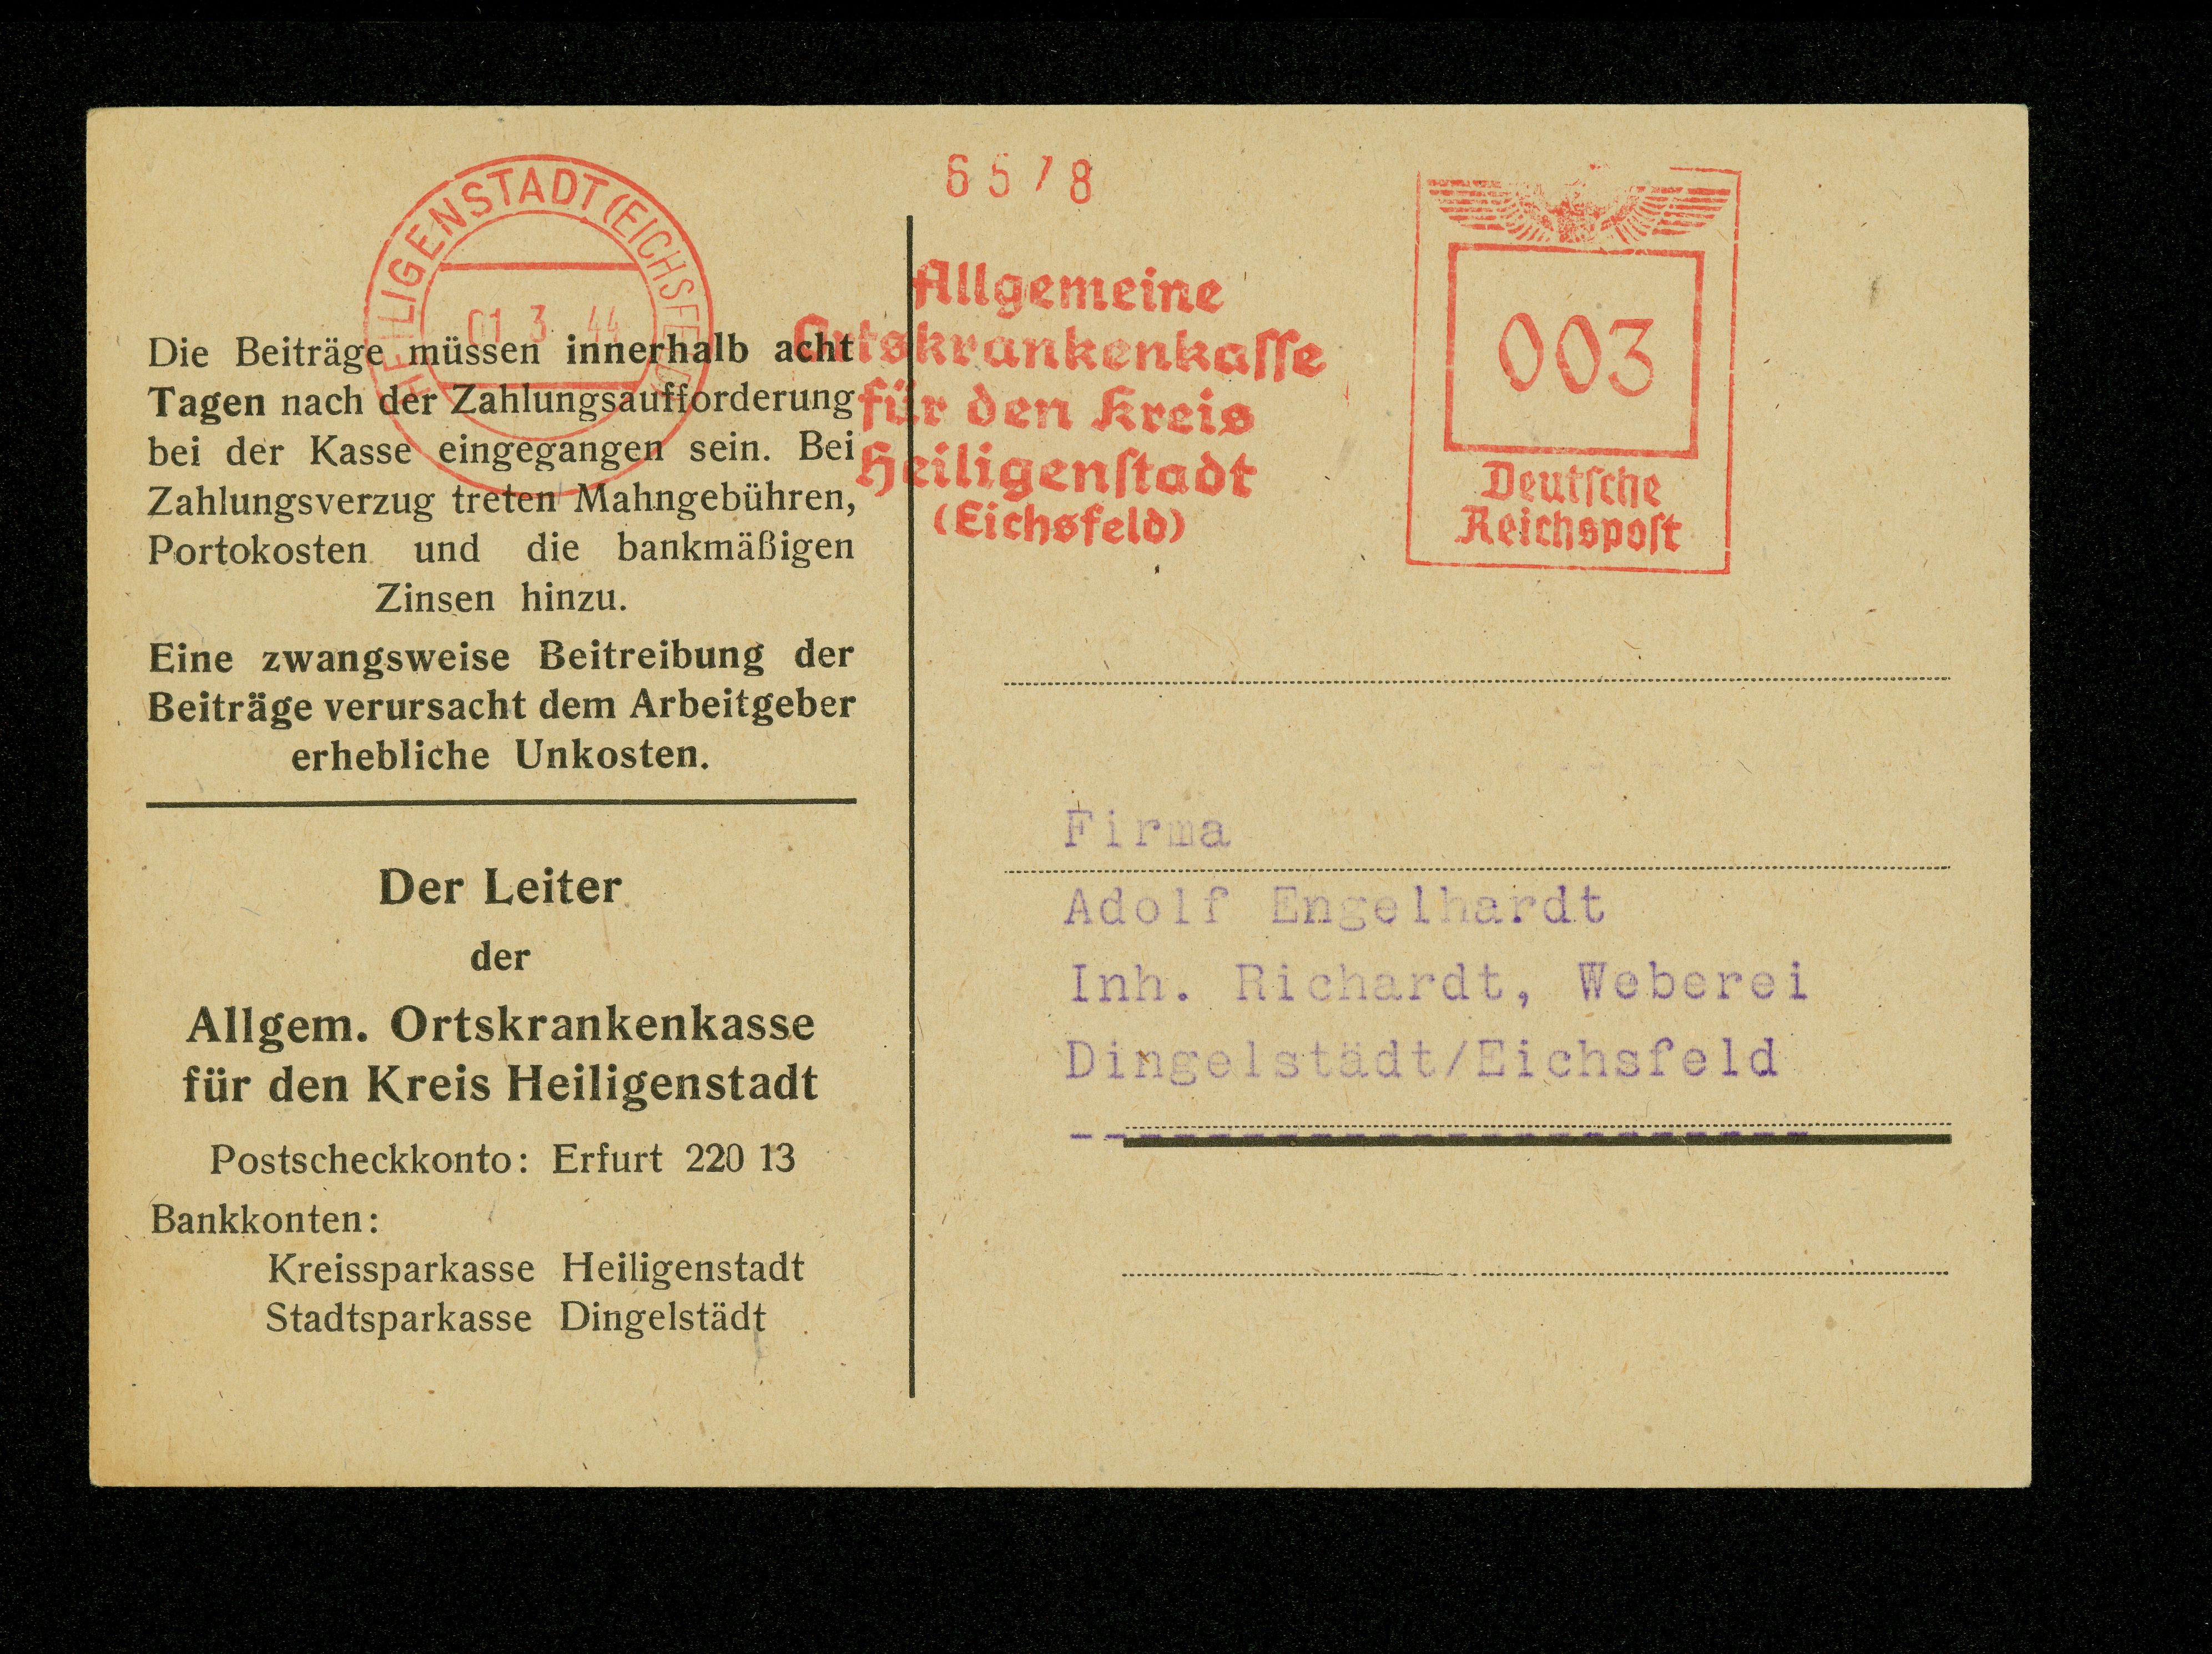 HEILIGENSTADT (EICHSFELD)
01.3.44
6578
Allgemeine
Ortskrankenkasse
für den Kreis
Heiligenstadt
(Eichsfeld)
003
Deutsche
Reichspost
Die Beiträge müssen innerhalb acht
Tagen nach der Zahlungsaufforderung
bei der Kasse eingegangen sein. Bei
Zahlungsverzug treten Mahngebühren,
Portokosten und die bankmäßigen
Zinsen hinzu.
Eine zwangsweise Beitreibung der
Beiträge verursacht dem Arbeitgeber
erhebliche Unkosten.
Der Leiter
der
Allgem. Ortskrankenkasse
für den Kreis Heiligenstadt
Postscheckkonto: Erfurt 220 13
Bankkonten:
Kreissparkasse Heiligenstadt
Stadtsparkasse Dingelstädt
Firma
Adolf Engelhardt
Inh. Richardt, Weberei
Dingelstädt/Eichsfeld